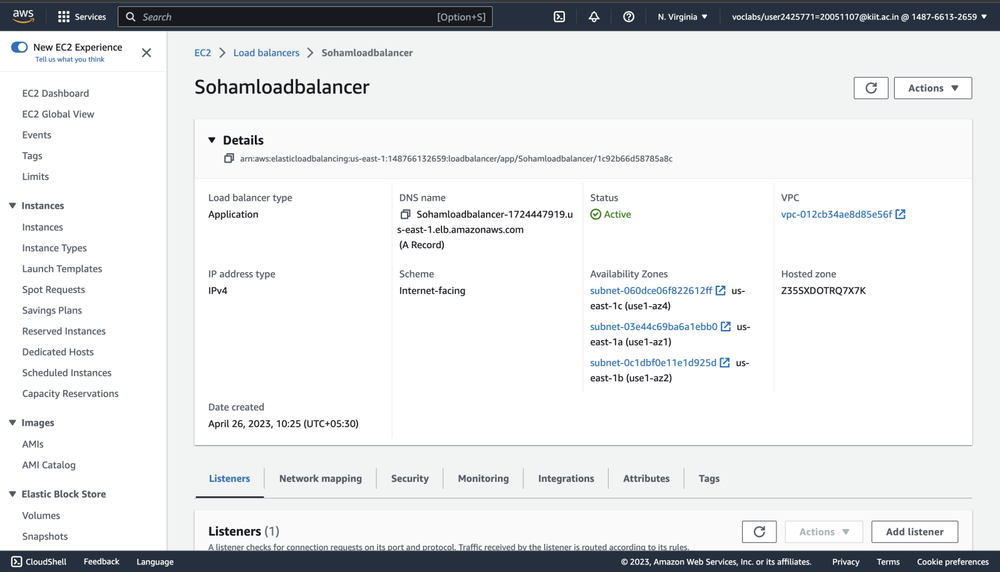 aws
Services
Search
[Option+S]
N. Virginia
voclabs/user2425771=20051107@kiit.ac.in @ 1487-6613-2659
New EC2 Experience
Tell us what you think
EC2 Dashboard
EC2 Global View
Events
Tags
Limits
Instances
Instances
Instance Types
Launch Templates
Spot Requests
Savings Plans
Reserved Instances
Dedicated Hosts
Scheduled Instances
Capacity Reservations
Images
AMIs
AMI Catalog
Elastic Block Store
Volumes
Snapshots
EC2 > Load balancers > Sohamloadbalancer
Sohamloadbalancer
Actions
Details
arn:aws:elasticloadbalancing:us-east-1:148766132659:loadbalancer/app/Sohamloadbalancer/1c92b66d58785a8c
Load balancer type
Application
DNS name
Sohamloadbalancer-1724447919.u
s-east-1.elb.amazonaws.com
(A Record)
Status
Active
VPC
vpc-012cb34ae8d85e56f
IP address type
IPv4
Scheme
Internet-facing
Availability Zones
subnet-060dce06f822612ff us-
east-1c (use1-az4)
subnet-03e44c69ba6a1ebb0 us-
east-1a (use1-az1)
subnet-0c1dbf0e11e1d925d us-
east-1b (use1-az2)
Hosted zone
Z35SXDOTRQ7X7K
Date created
April 26, 2023, 10:25 (UTC+05:30)
Listeners
Network mapping
Security
Monitoring
Integrations
Attributes
Tags
Listeners (1)
Actions
Add listener
A listener checks for connection requests on its port and protocol. Traffic received by the listener is routed according to its rules.
CloudShell
Feedback
Language
© 2023, Amazon Web Services, Inc. or its affiliates.
Privacy
Terms
Cookie preferences